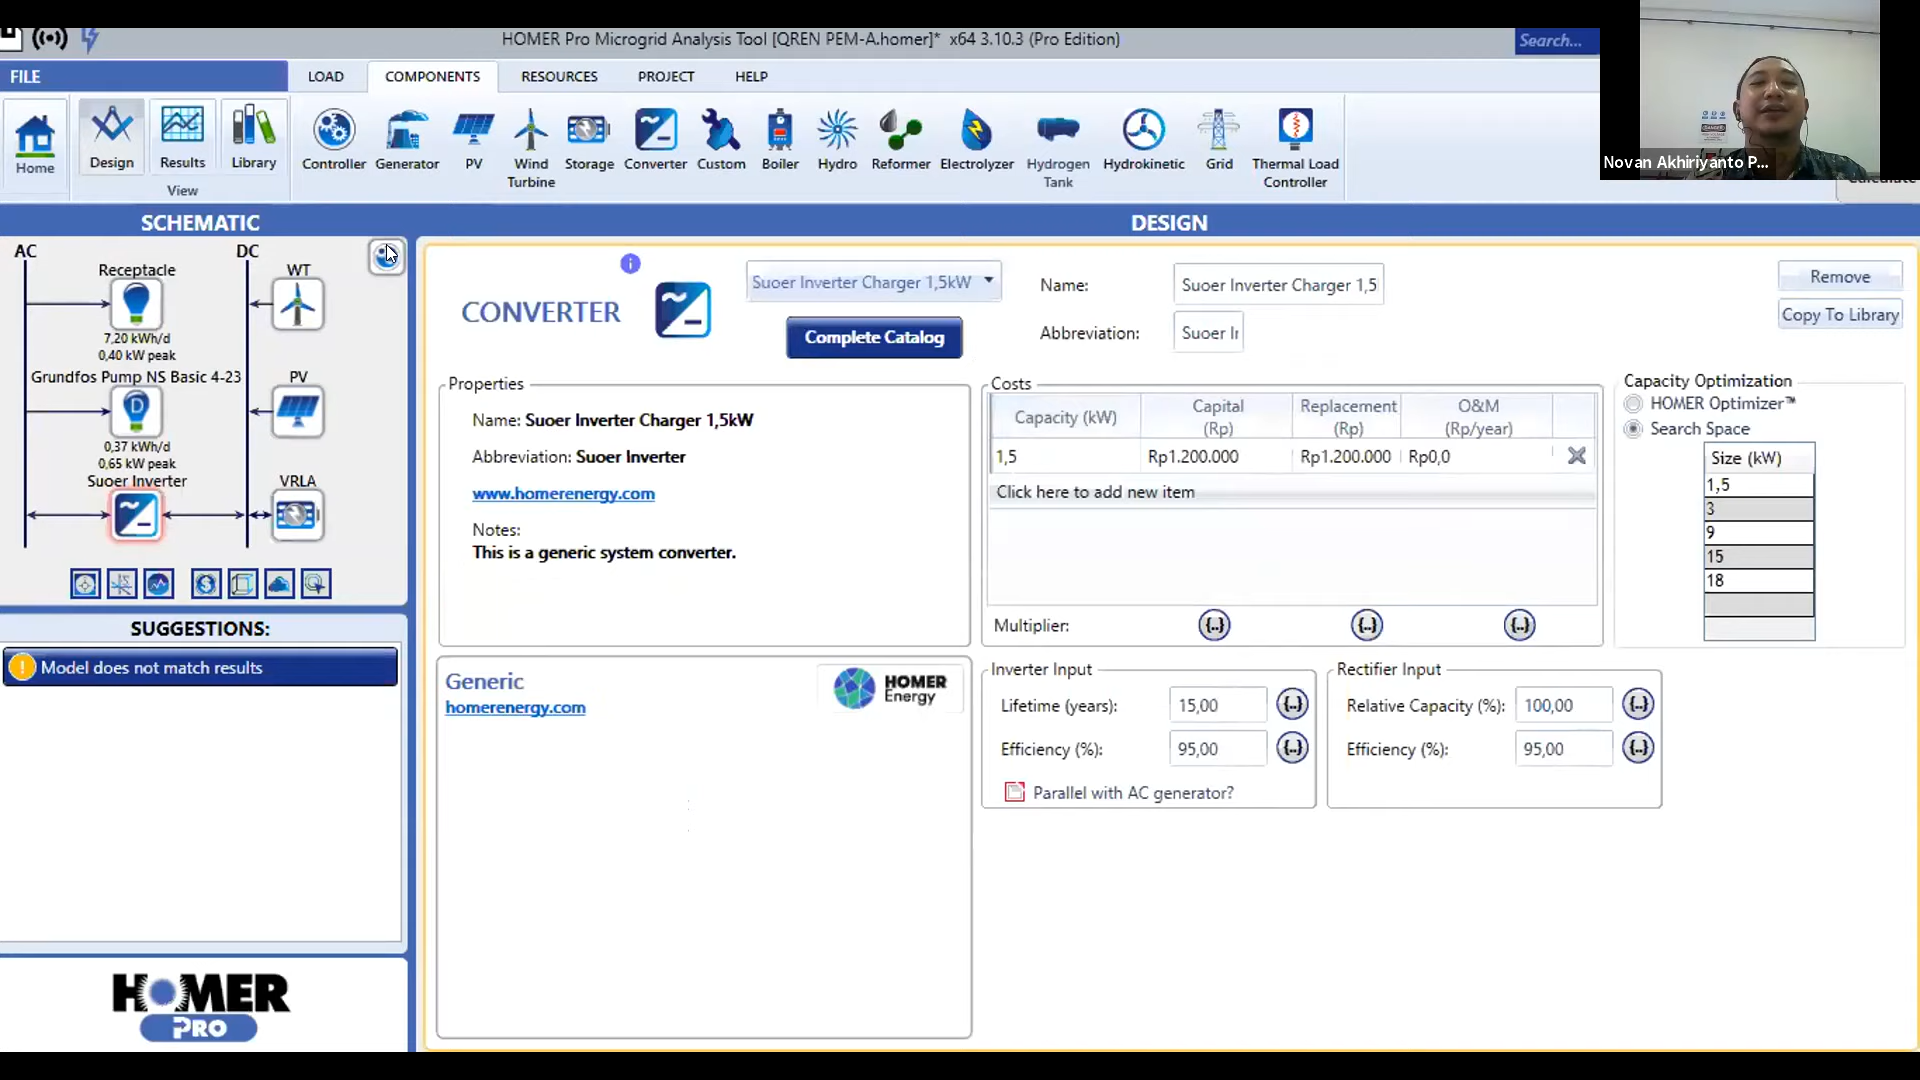 HOMER Pro Microgrid Analysis Tool [QREN PEM-A.homer]* x64 3.10.3 (Pro Edition)
Search...
FILE
LOAD
COMPONENTS
RESOURCES
PROJECT
HELP
Home
Design
Results
Library
View
Controller
Generator
PV
Wind Turbine
Storage
Converter
Custom
Boiler
Hydro
Reformer
Electrolyzer
Hydrogen Tank
Hydrokinetic
Grid
Thermal Load Controller
Novan Akhiriyanto P...
SCHEMATIC
AC
DC
Receptacle
7,20 kWh/d
0,40 kW peak
WT
Grundfos Pump NS Basic 4-23
D
0,37 kWh/d
0,65 kW peak
PV
Suoer Inverter
VRLA
SUGGESTIONS:
Model does not match results
HOMER
PRO
DESIGN
CONVERTER
Suoer Inverter Charger 1,5kW
Complete Catalog
Name:
Suoer Inverter Charger 1,5
Abbreviation:
Suoer Ir
Remove
Copy To Library
Properties
Name: Suoer Inverter Charger 1,5kW
Abbreviation: Suoer Inverter
www.homerenergy.com
Notes:
This is a generic system converter.
Costs
Capacity (kW)
Capital (Rp)
Replacement (Rp)
O&M (Rp/year)
1,5
Rp1.200.000
Rp1.200.000
Rp0,0
Click here to add new item
Multiplier:
{..}
{..}
{..}
Capacity Optimization
HOMER Optimizer™
Search Space
Size (kW)
1,5
3
9
15
18
Generic
homerenergy.com
HOMER
Energy
Inverter Input
Lifetime (years):
15,00
{..}
Efficiency (%):
95,00
{..}
Parallel with AC generator?
Rectifier Input
Relative Capacity (%):
100,00
{..}
Efficiency (%):
95,00
{..}